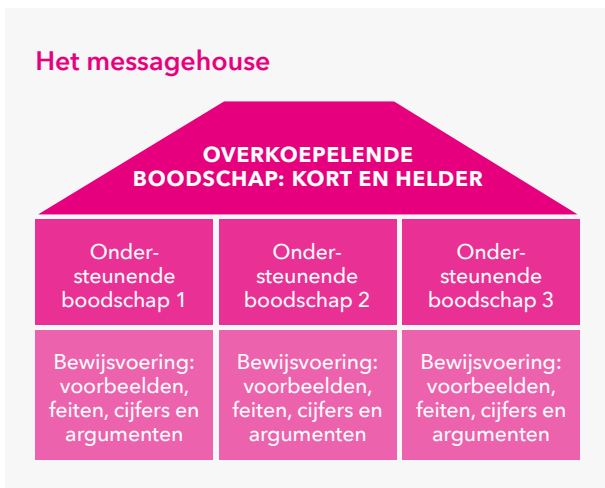 Het messagehouse
OVERKOEPELENDE
BOODSCHAP: KORT EN HELDER
Onder-
steunende
boodschap 1
Onder-
steunende
boodschap 2
Onder-
steunende
boodschap 3
Bewijsvoering:
voorbeelden,
feiten, cijfers en
argumenten
Bewijsvoering:
voorbeelden,
feiten, cijfers en
argumenten
Bewijsvoering:
voorbeelden,
feiten, cijfers en
argumenten